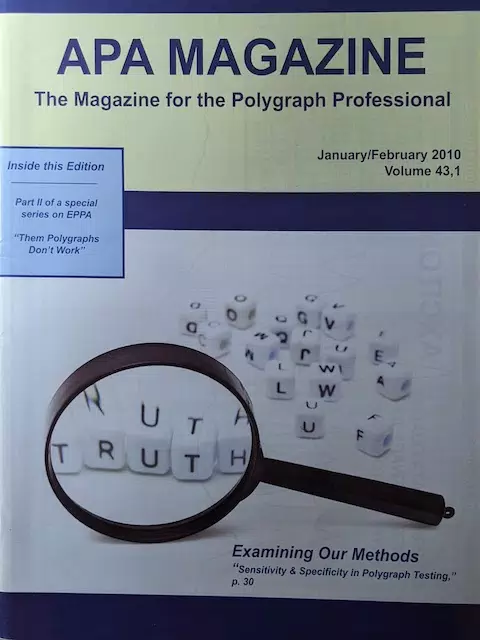 APA MAGAZINE
The Magazine for the Polygraph Professional
January/February 2010
Volume 43,1
Inside this Edition
Part II of a special
series on EPPA
“Them Polygraphs
Don’t Work”
U T H
T R U T H
Examining Our Methods
“Sensitivity & Specificity in Polygraph Testing,”
p. 30